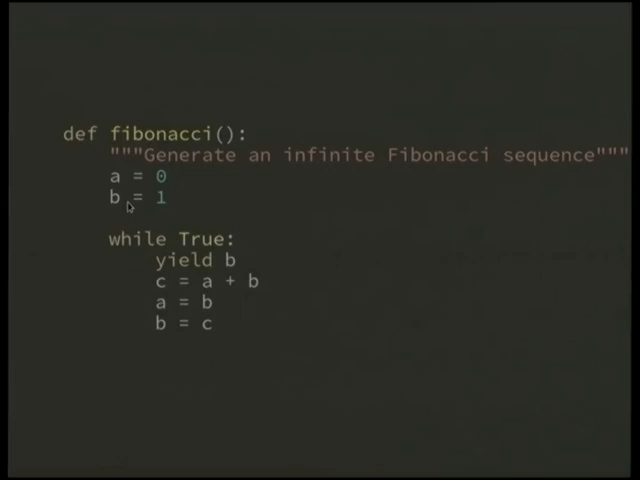 def fibonacci():
    """Generate an infinite Fibonacci sequence"""
    a = 0
    b = 1
    while True:
        yield b
        c = a + b
        a = b
        b = c